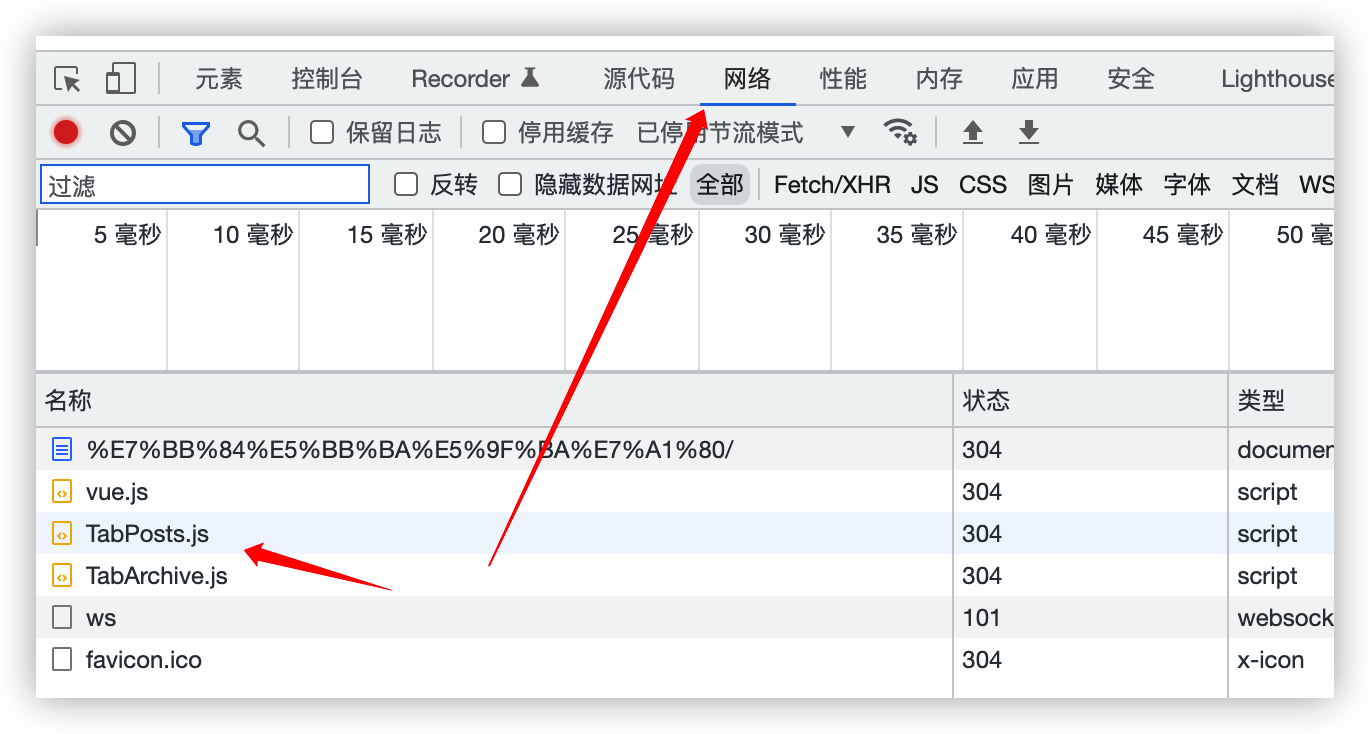 元素 控制台 Recorder 源代码 网络 性能 内存 应用 安全 Lighthouse
保留日志 停用缓存 已停用节流模式
过滤 反转 隐藏数据网址 全部 Fetch/XHR JS CSS 图片 媒体 字体 文档 WS
5 毫秒 10 毫秒 15 毫秒 20 毫秒 25 毫秒 30 毫秒 35 毫秒 40 毫秒 45 毫秒 50 毫
名称 状态 类型
%E7%BB%84%E5%BB%BA%E5%9F%BA%E7%A1%80/ 304 documen
vue.js 304 script
TabPosts.js 304 script
TabArchive.js 304 script
ws 101 websock
favicon.ico 304 x-icon